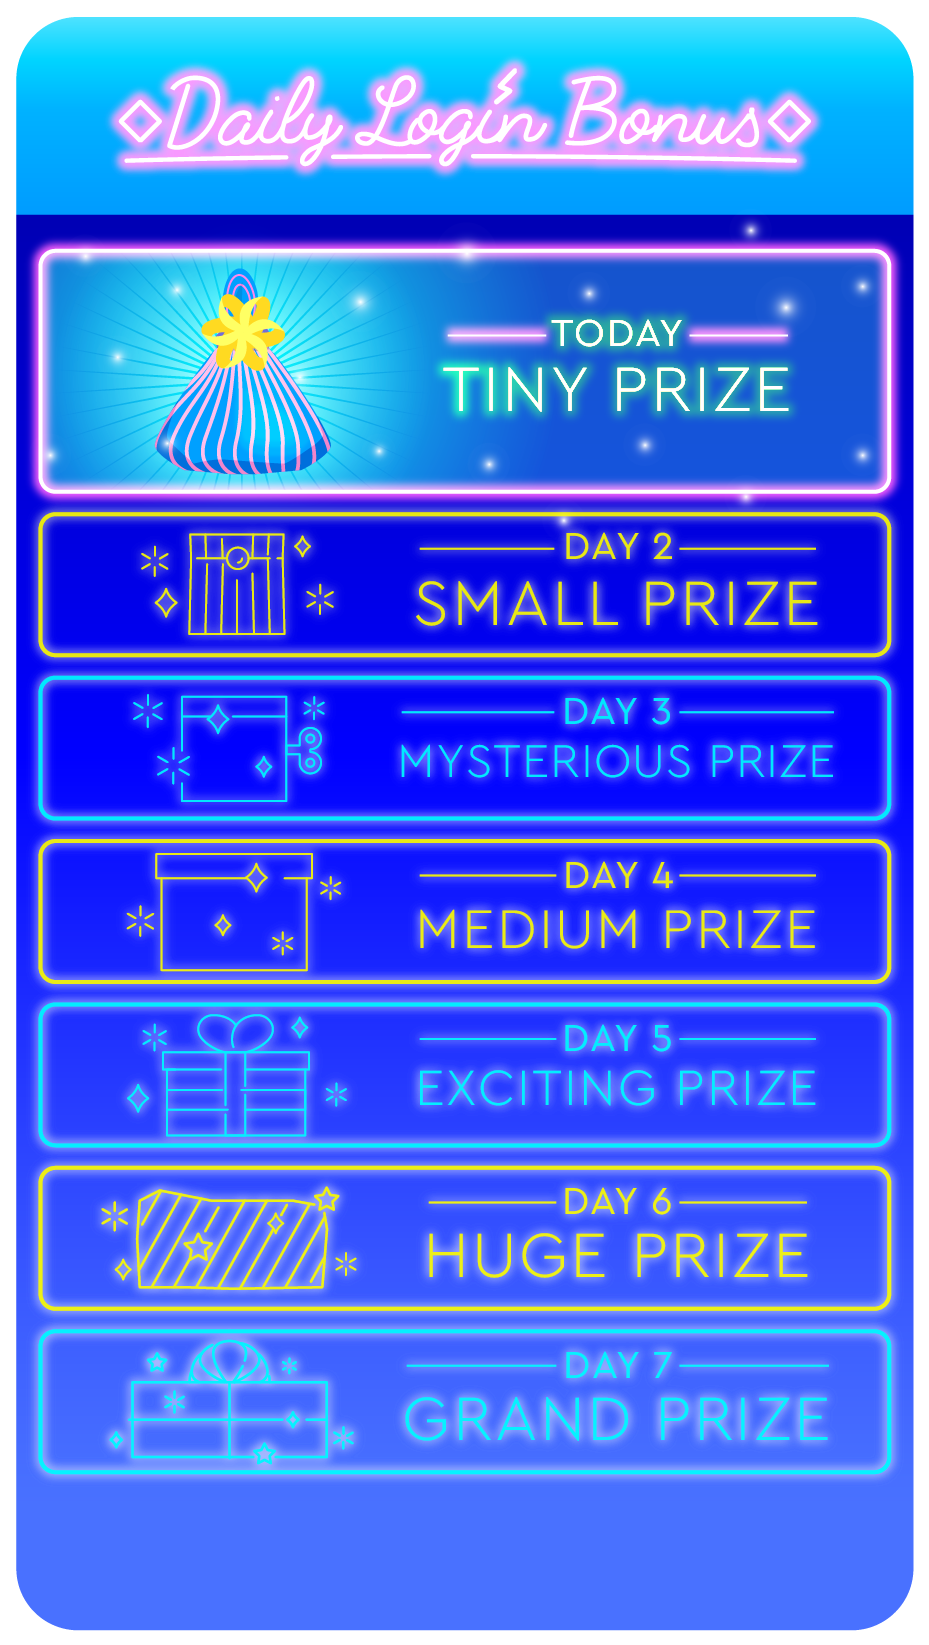 Daily Login Bonus
TODAY
TINY PRIZE
DAY 2
SMALL PRIZE
DAY 3
MYSTERIOUS PRIZE
DAY 4
MEDIUM PRIZE
DAY 5
EXCITING PRIZE
DAY 6
HUGE PRIZE
DAY 7
GRAND PRIZE